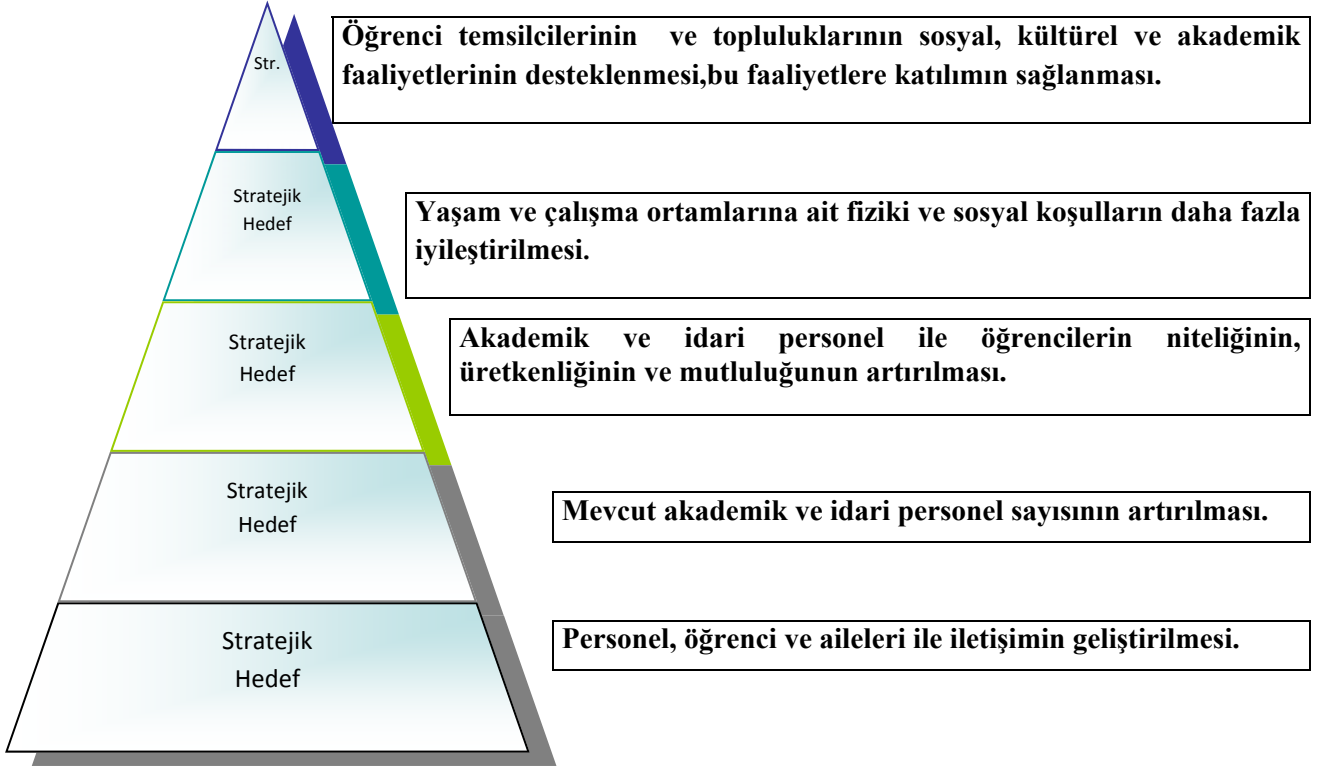 Str.
Öğrenci temsilcilerinin ve topluluklarının sosyal, kültürel ve akademik
faaliyetlerinin desteklenmesi,bu faaliyetlere katılımın sağlanması.
Stratejik
Hedef
Yaşam ve çalışma ortamlarına ait fiziki ve sosyal koşulların daha fazla
iyileştirilmesi.
Stratejik
Hedef
Akademik ve idari personel ile öğrencilerin niteliğinin,
üretkenliğinin ve mutluluğunun artırılması.
Stratejik
Hedef
Mevcut akademik ve idari personel sayısının artırılması.
Stratejik
Hedef
Personel, öğrenci ve aileleri ile iletişimin geliştirilmesi.